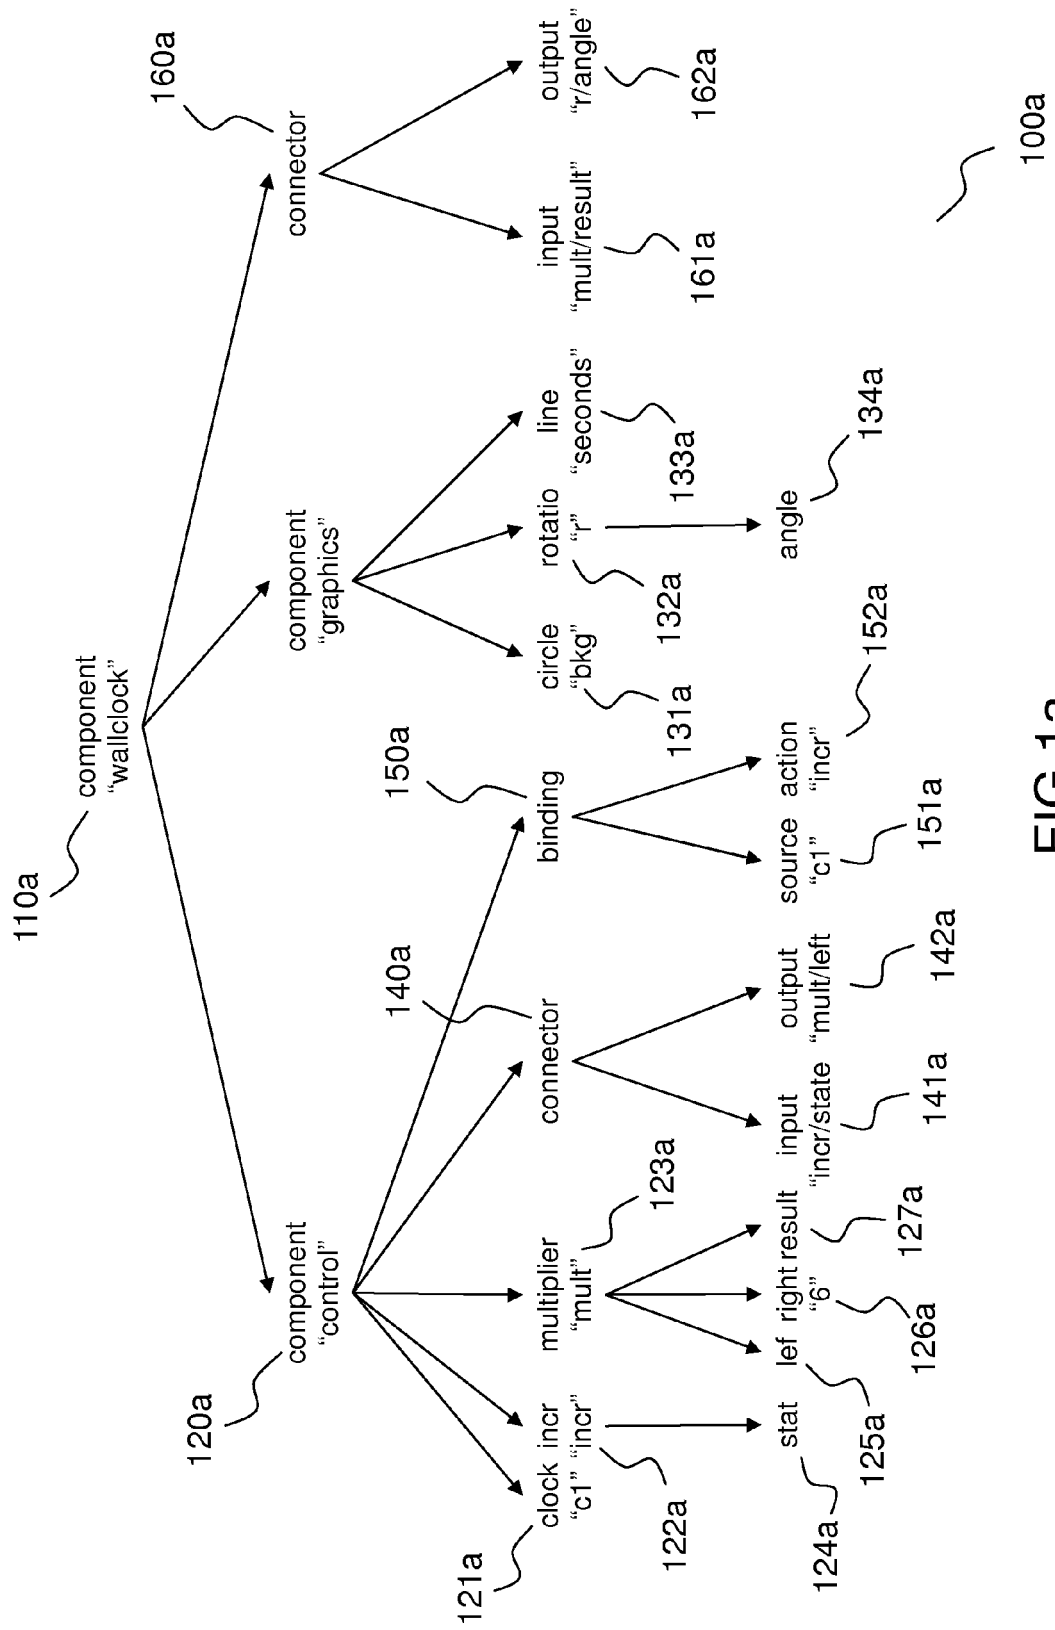 110a
component
“wallclock”
120a
component
“control”
component
“graphics”
160a
connector
121a
clock
“c1”
incr
“incr”
122a
multiplier
“mult”
123a
140a
connector
150a
binding
circle
“bkg”
131a
rotatio
“r”
132a
line
“seconds”
133a
input
“mult/result”
161a
output
“r/angle”
162a
stat
124a
lef
125a
right
“6”
126a
result
127a
input
“incr/state
141a
output
“mult/left
142a
source
“c1”
151a
action
“incr”
152a
angle
134a
100a
FIG 1a